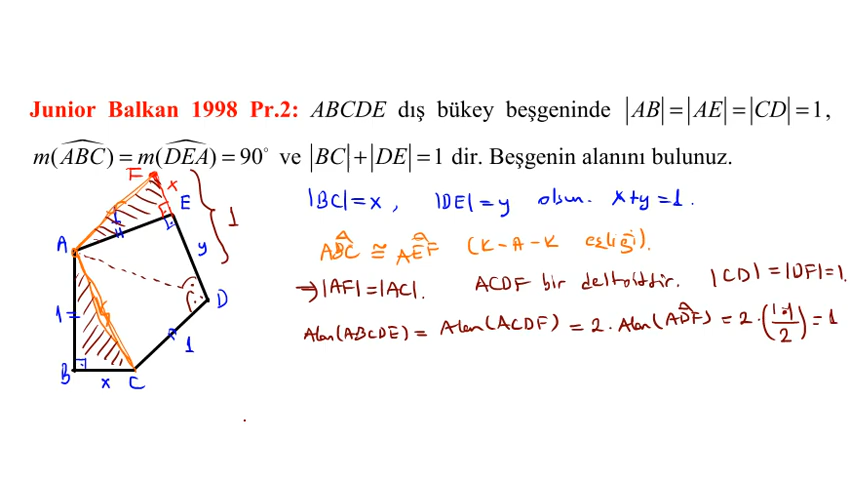 Junior Balkan 1998 Pr.2: ABCDE dış bükey beşgeninde |AB|=|AE|=|CD|=1,
m(ABC)=m(DEA)=90° ve |BC|+|DE|=1 dir. Beşgenin alanını bulunuz.
|BC|=x, |DE|=y olsun. x+y=1.
ABC ≅ AEF (K-A-K eşliği).
→|AF|=|AC|. ACDF bir deltoiddir. |CD|=|DF|=1.
Alan(ABCDE) = Alan(ACDF) = 2. Alan(ADF) = 2.(1.1/2) = 1
F
x
E
1
1
A
y
D
1
1
B
x
C